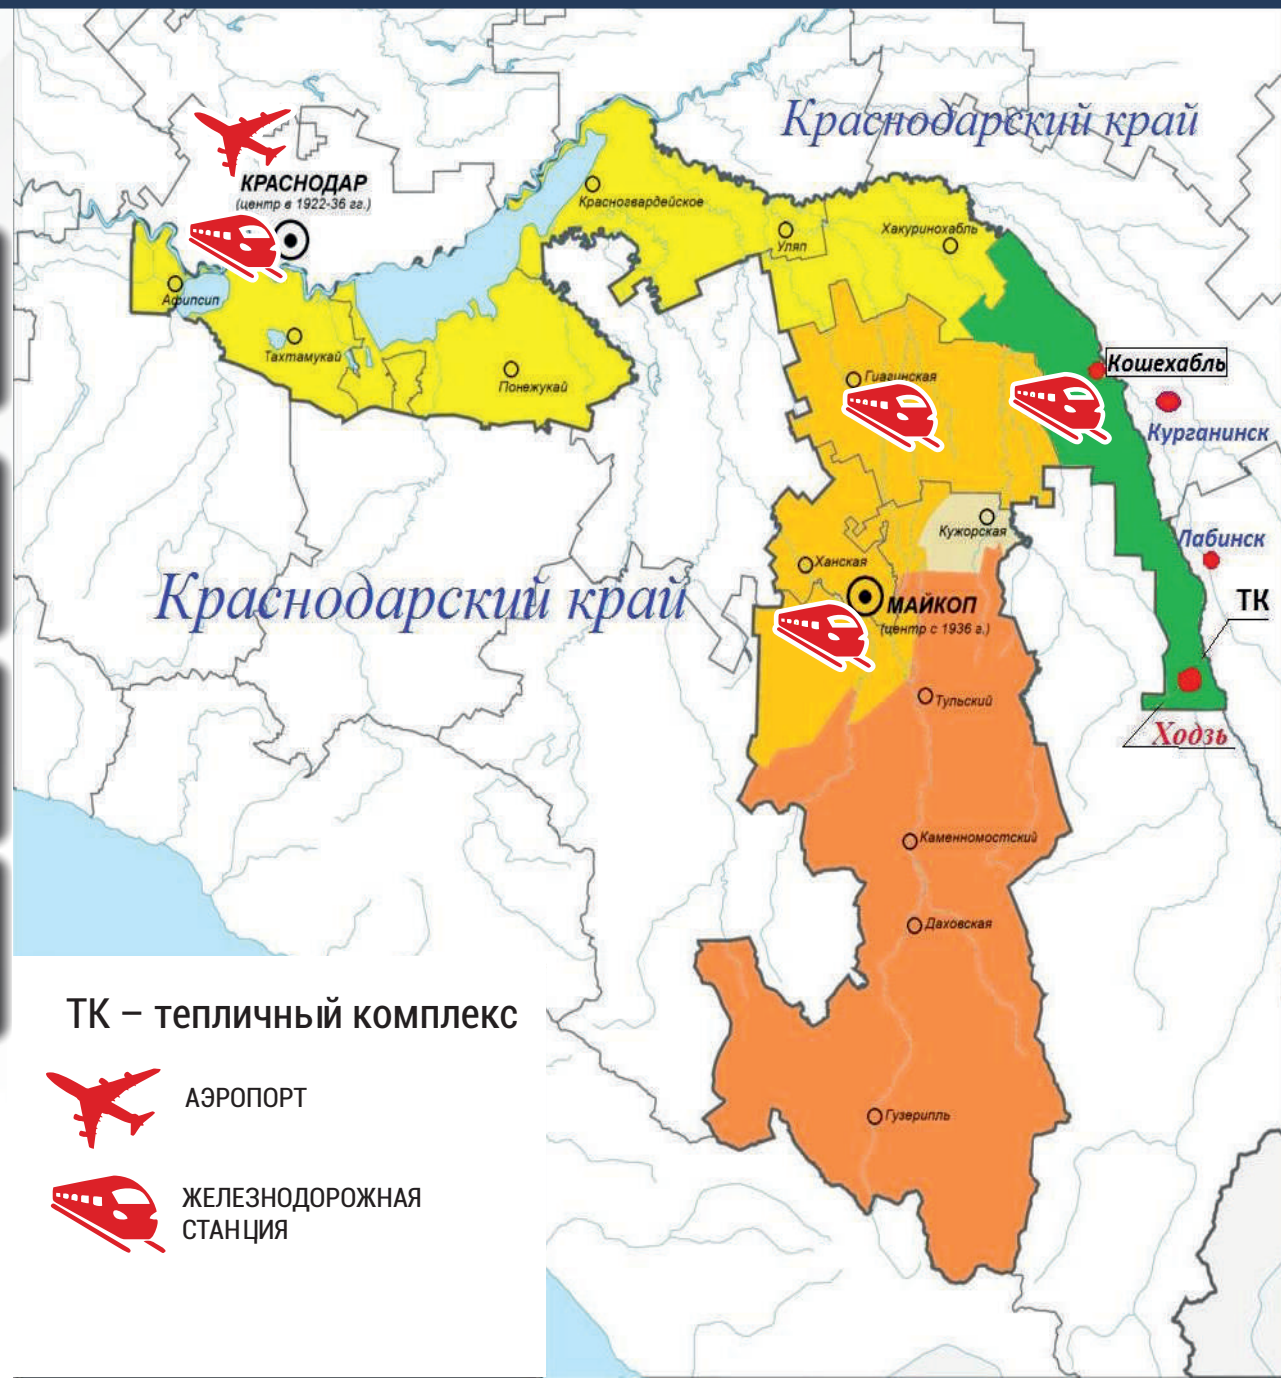 Краснодарский край
КРАСНОДАР
(центр в 1922-36 гг.)
Красногвардейское
Уляп
Хакуринохабль
Афипсип
Тахтамукай
Понежукай
Гиагинская
Кошехабль
Курганинск
Кужорская
Лабинск
Ханская
Краснодарский край
МАЙКОП
(центр с 1936 г.)
ТК
Тульский
Ходзь
Каменномостский
Даховская
Гузерипль
ТК – тепличный комплекс
АЭРОПОРТ
ЖЕЛЕЗНОДОРОЖНАЯ
СТАНЦИЯ